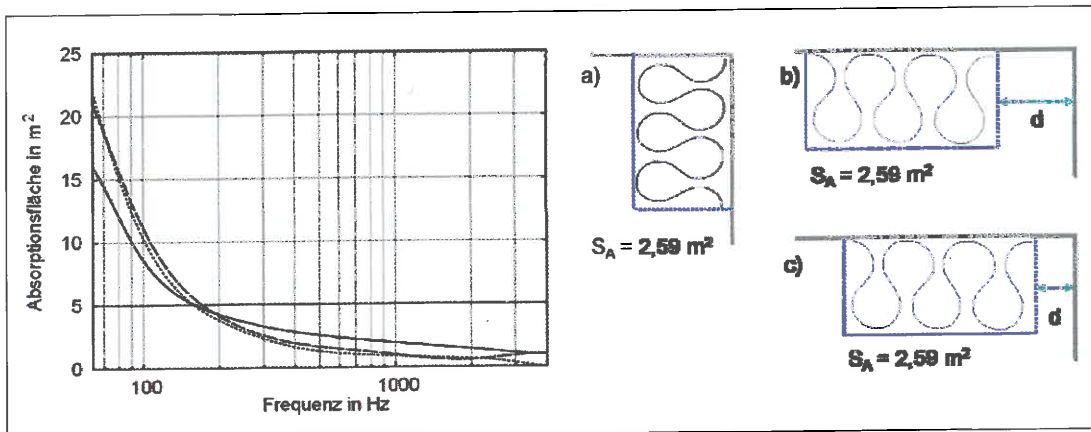 Absorptionsfläche in m²
25
20
15
10
5
0
100
1000
Frequenz in Hz
a)
S_A = 2,59 m²
b)
d
S_A = 2,59 m²
c)
d
S_A = 2,59 m²